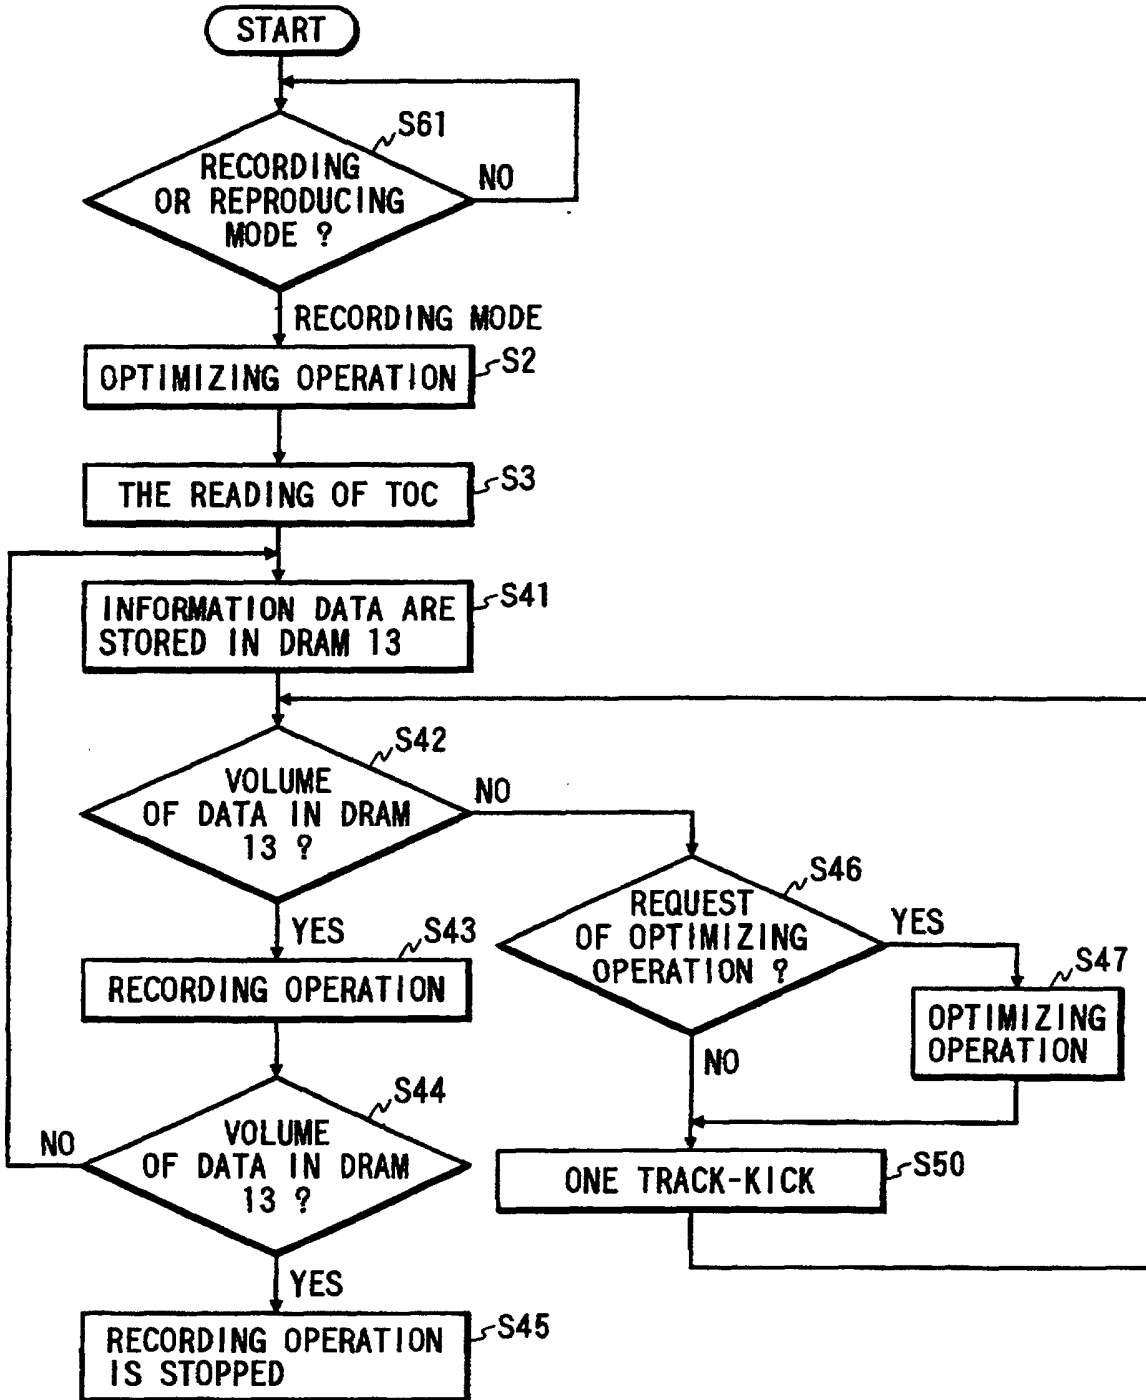 START
S61
RECORDING
OR REPRODUCING
MODE ?
NO
RECORDING MODE
S2
OPTIMIZING OPERATION
S3
THE READING OF TOC
S41
INFORMATION DATA ARE
STORED IN DRAM 13
S42
VOLUME
OF DATA IN DRAM
13 ?
NO
YES
S46
REQUEST
OF OPTIMIZING
OPERATION ?
YES
NO
S47
OPTIMIZING
OPERATION
S43
RECORDING OPERATION
S44
VOLUME
OF DATA IN DRAM
13 ?
NO
YES
S50
ONE TRACK-KICK
S45
RECORDING OPERATION
IS STOPPED